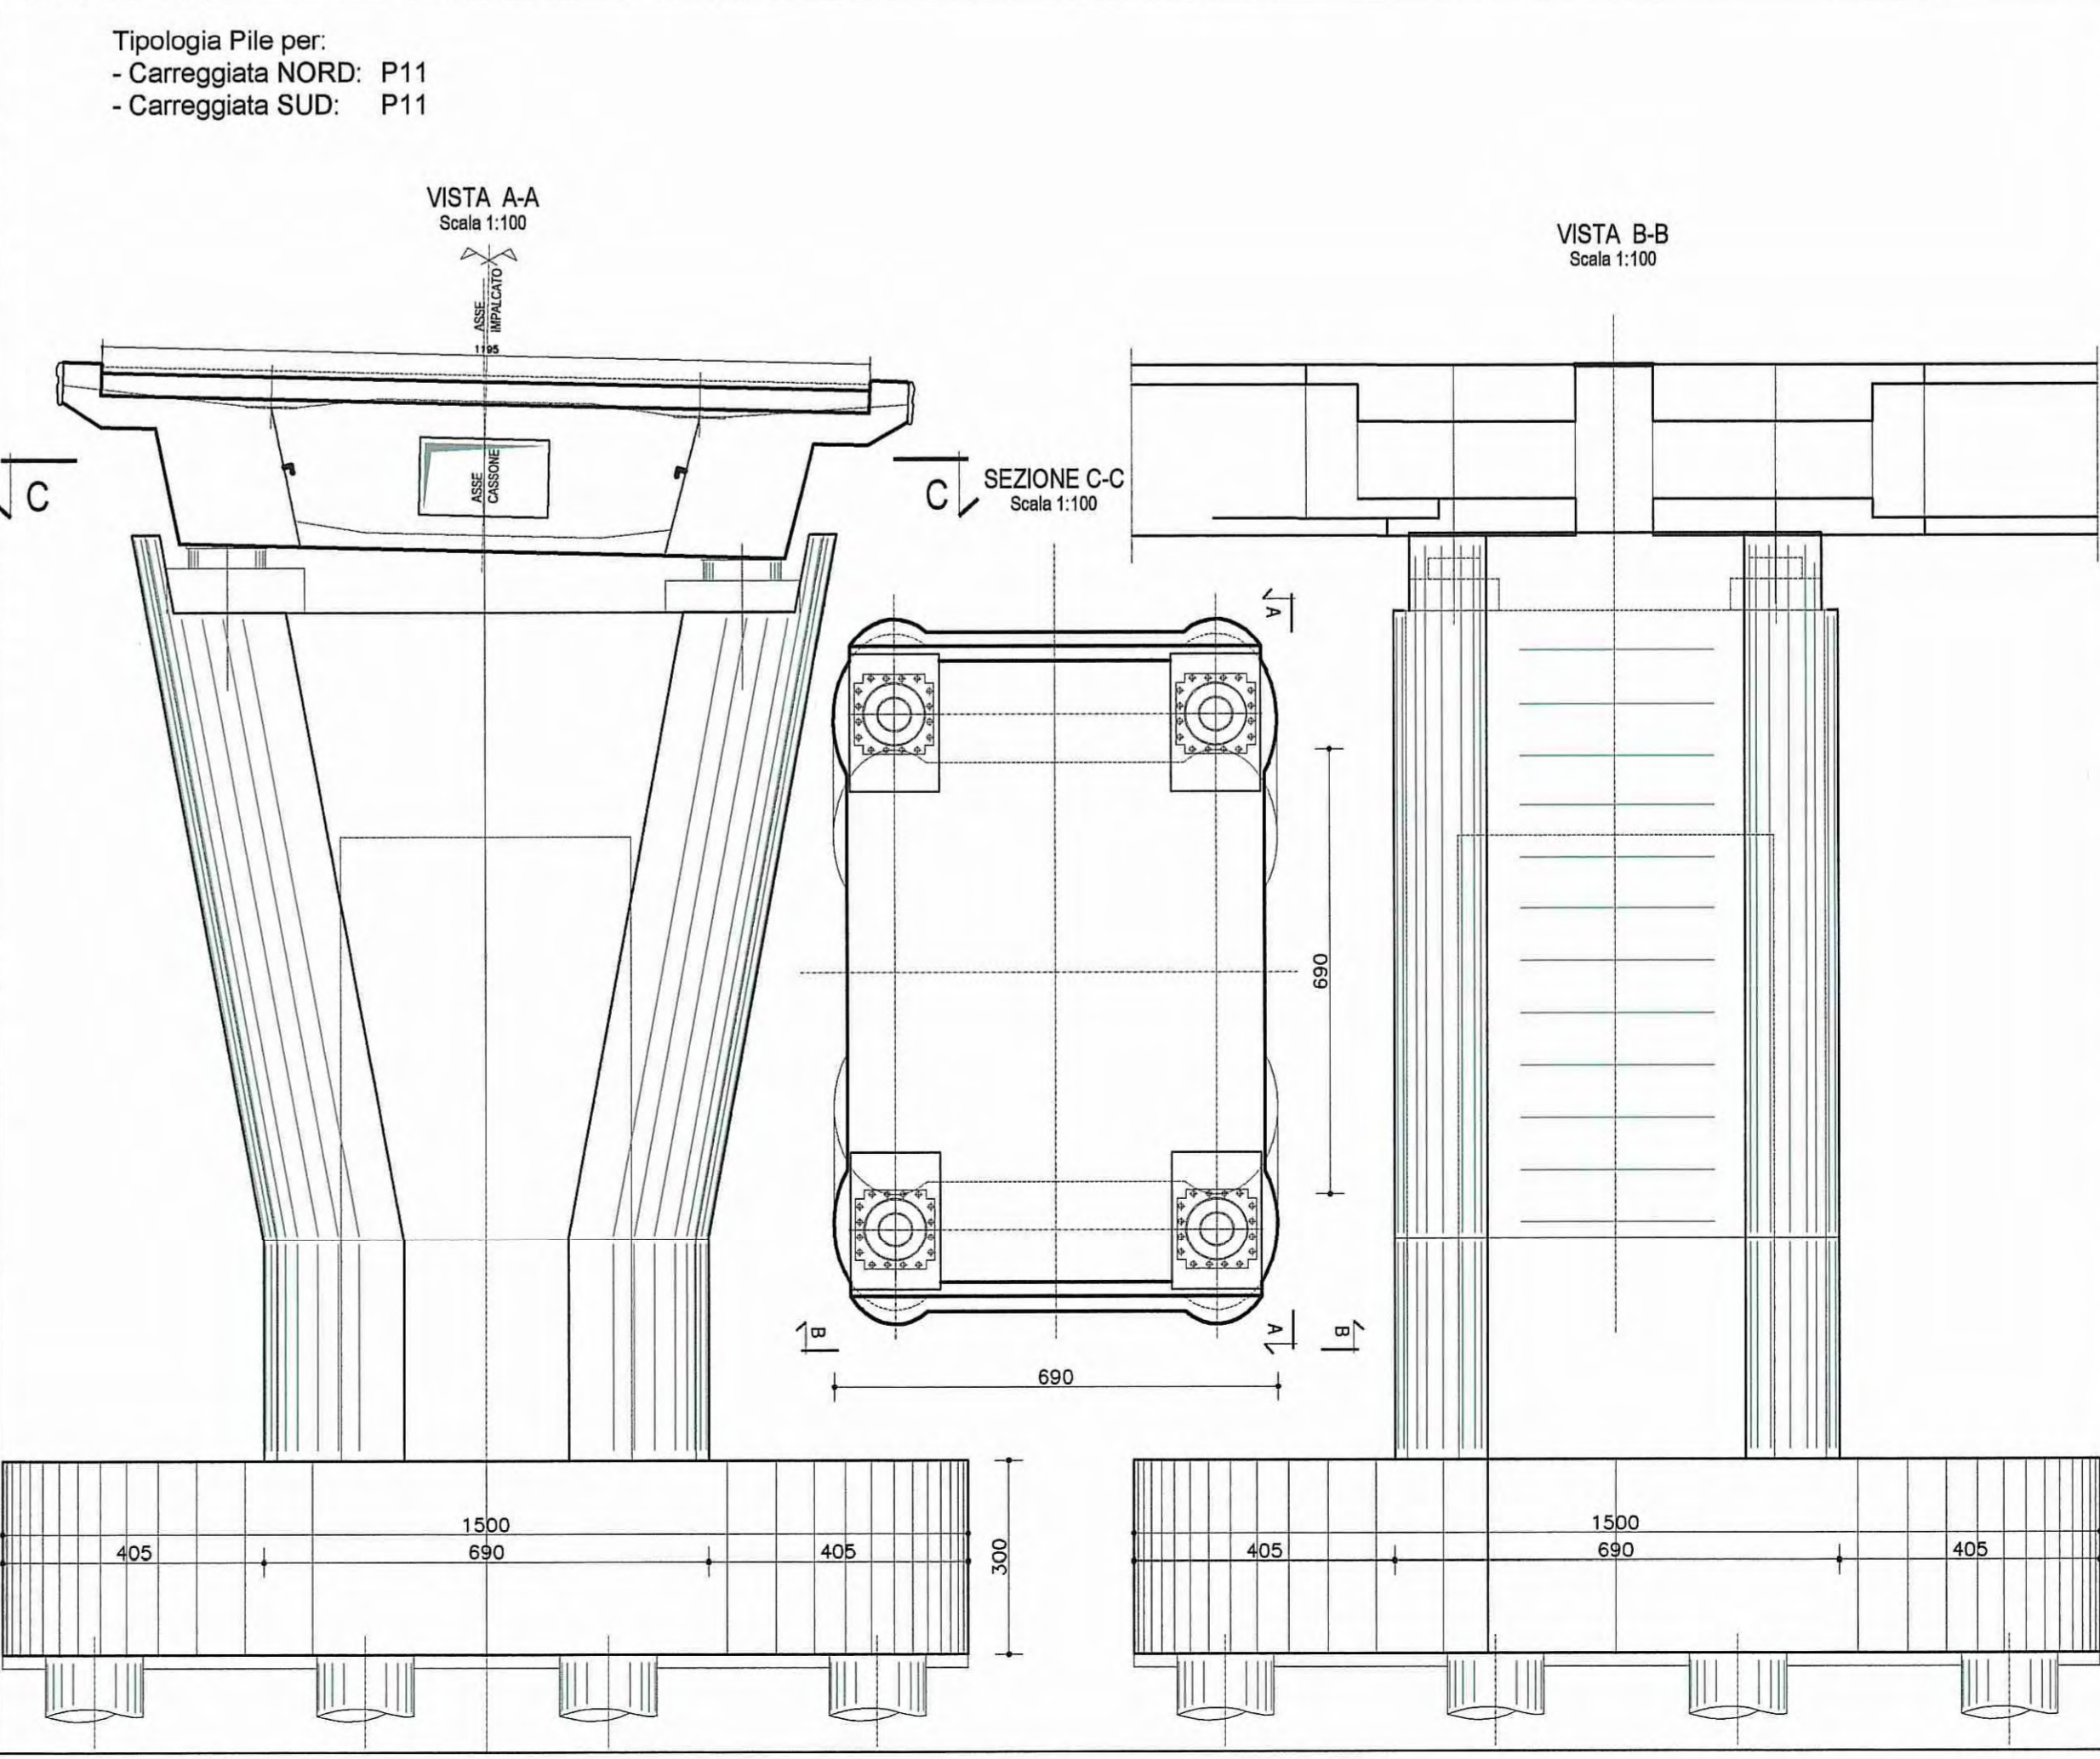 Tipologia Pile per:
- Carreggiata NORD: P11
- Carreggiata SUD: P11
VISTA A-A
Scala 1:100
ASSE
IMPALCATO
1195
ASSE
CASSONE
C
C
VISTA B-B
Scala 1:100
SEZIONE C-C
Scala 1:100
A
690
B
A
B
690
1500
405
690
405
300
1500
405
690
405